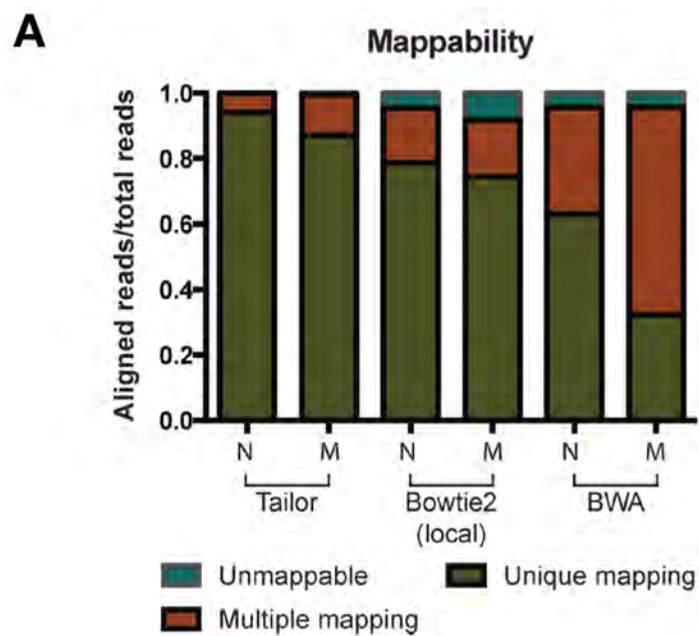 A
Mappability
Aligned reads/total reads
1.0
0.8
0.6
0.4
0.2
0.0
N M N M N M
Tailor Bowtie2 BWA
(local)
Unmappable Unique mapping
Multiple mapping